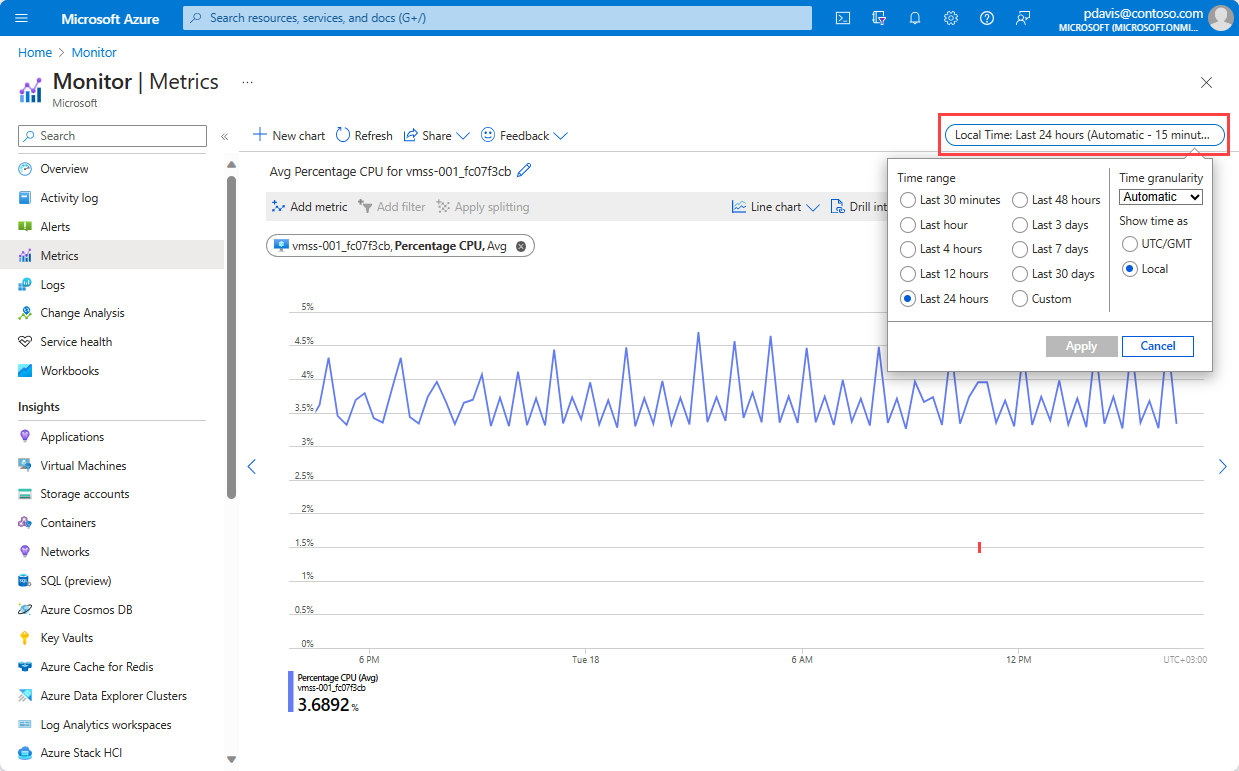 Microsoft Azure
Search resources, services, and docs (G+/)
pdavis@contoso.com
MICROSOFT (MICROSOFT.ONMI...
Home > Monitor
Monitor | Metrics ...
Microsoft
Search
«
Overview
Activity log
Alerts
Metrics
Logs
Change Analysis
Service health
Workbooks
Insights
Applications
Virtual Machines
Storage accounts
Containers
Networks
SQL (preview)
Azure Cosmos DB
Key Vaults
Azure Cache for Redis
Azure Data Explorer Clusters
Log Analytics workspaces
Azure Stack HCI
New chart Refresh Share Feedback
Local Time: Last 24 hours (Automatic - 15 minut...
Avg Percentage CPU for vmss-001_fc07f3cb
Add metric Add filter Apply splitting Line chart Drill int
vmss-001_fc07f3cb, Percentage CPU, Avg
Time range
Last 30 minutes
Last hour
Last 4 hours
Last 12 hours
Last 24 hours
Last 48 hours
Last 3 days
Last 7 days
Last 30 days
Custom
Time granularity
Automatic
Show time as
UTC/GMT
Local
Apply Cancel
5%
4.5%
4%
3.5%
3%
2.5%
2%
1.5%
1%
0.5%
0%
6 PM Tue 18 6 AM 12 PM UTC+03:00
Percentage CPU (Avg)
vmss-001_fc07f3cb
3.6892 %